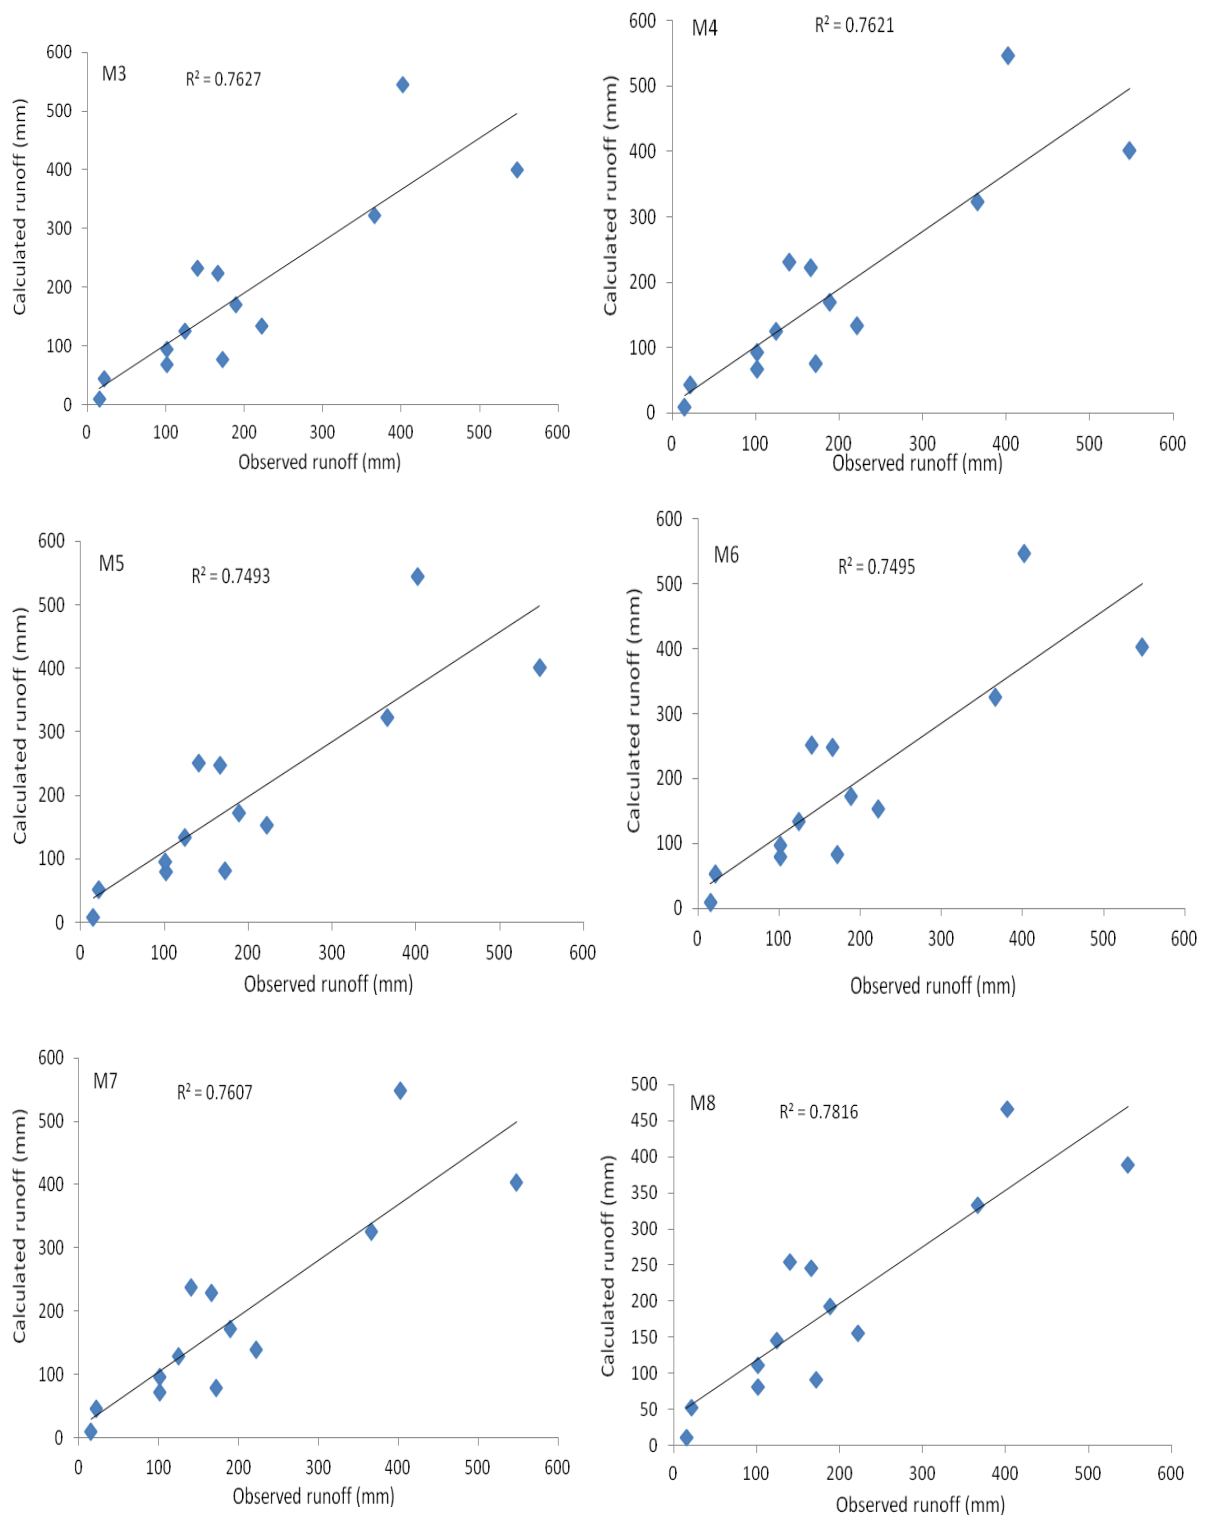 M3
R² = 0.7627
600
500
400
300
200
100
0
0 100 200 300 400 500 600
Calculated runoff (mm)
Observed runoff (mm)
M4
R² = 0.7621
600
500
400
300
200
100
0
0 100 200 300 400 500 600
Calculated runoff (mm)
Observed runoff (mm)
M5
R² = 0.7493
600
500
400
300
200
100
0
0 100 200 300 400 500 600
Calculated runoff (mm)
Observed runoff (mm)
M6
R² = 0.7495
600
500
400
300
200
100
0
0 100 200 300 400 500 600
Calculated runoff (mm)
Observed runoff (mm)
M7
R² = 0.7607
600
500
400
300
200
100
0
0 100 200 300 400 500 600
Calculated runoff (mm)
Observed runoff (mm)
M8
R² = 0.7816
500
450
400
350
300
250
200
150
100
50
0
0 100 200 300 400 500 600
Calculated runoff (mm)
Observed runoff (mm)